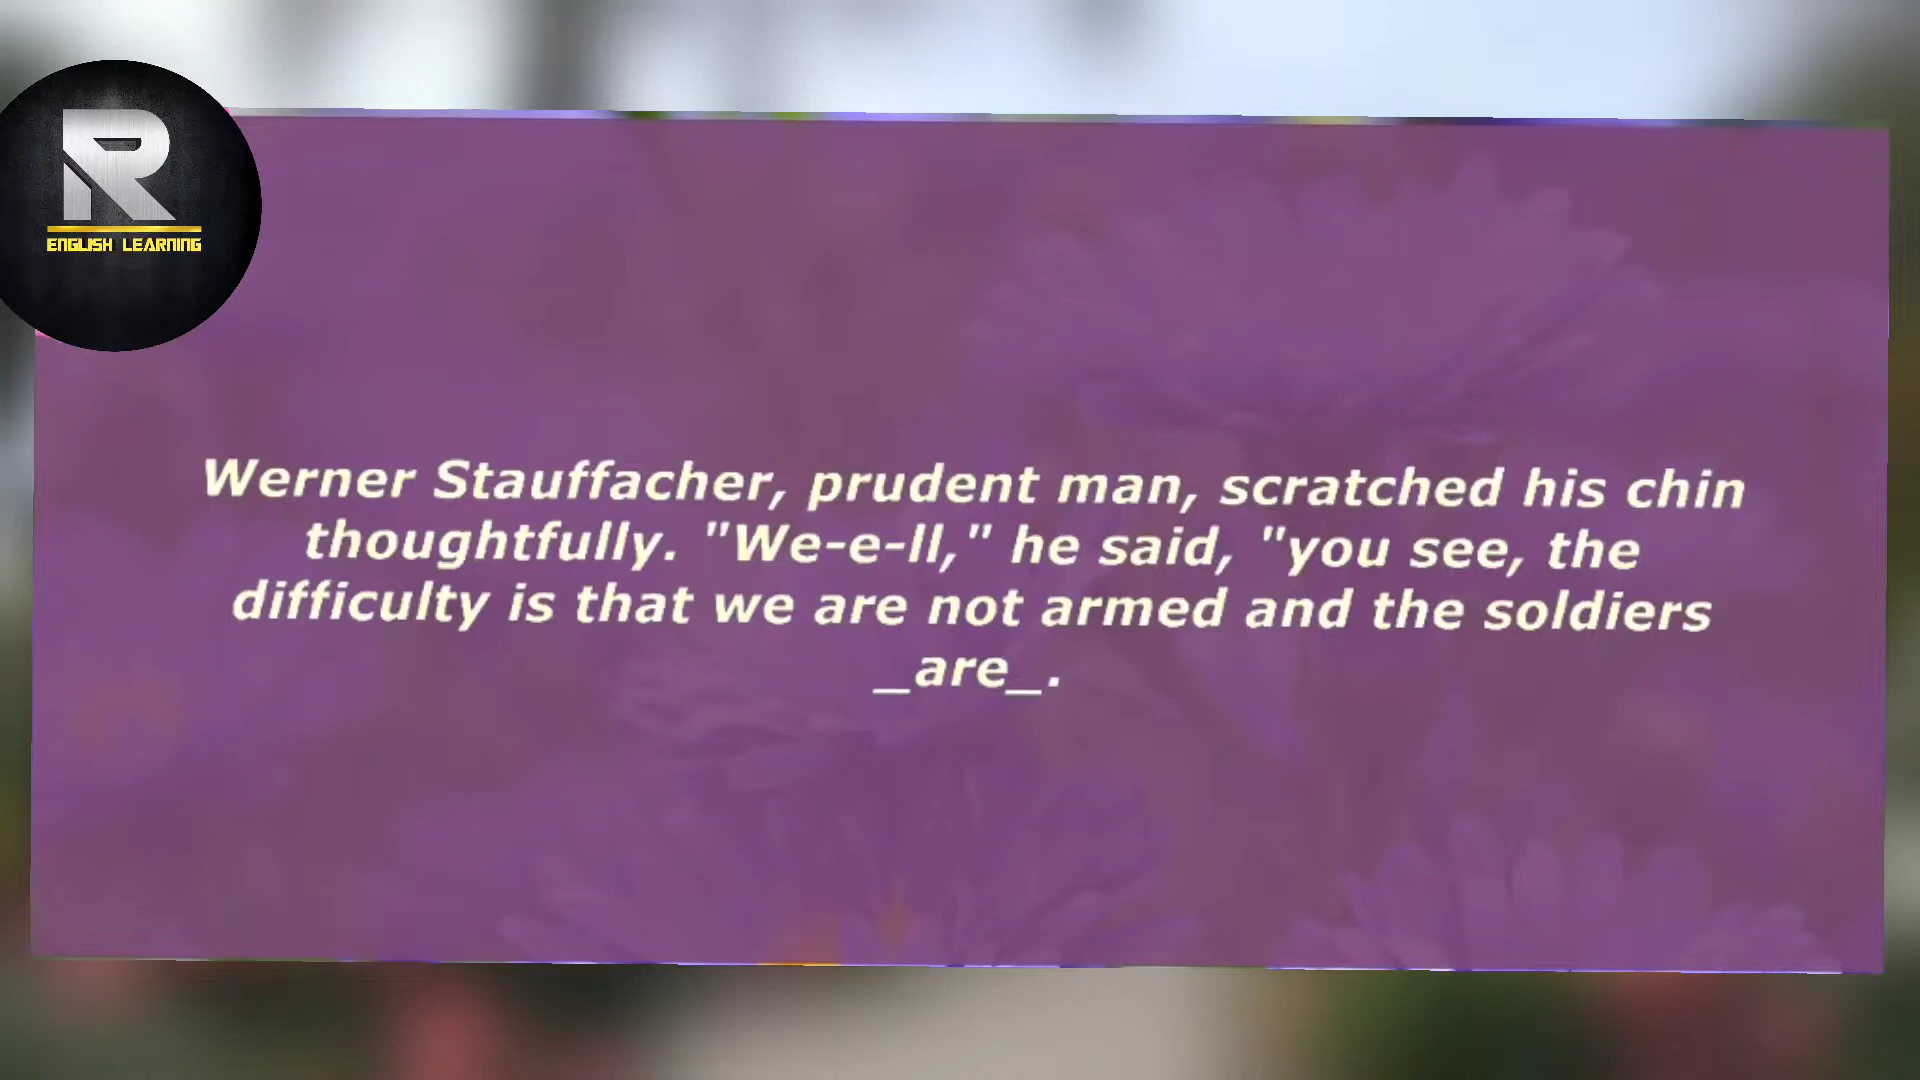 R
ENGLISH LEARNING
Werner Stauffacher, prudent man, scratched his chin
thoughtfully. "We-e-ll," he said, "you see, the
difficulty is that we are not armed and the soldiers
_are_.